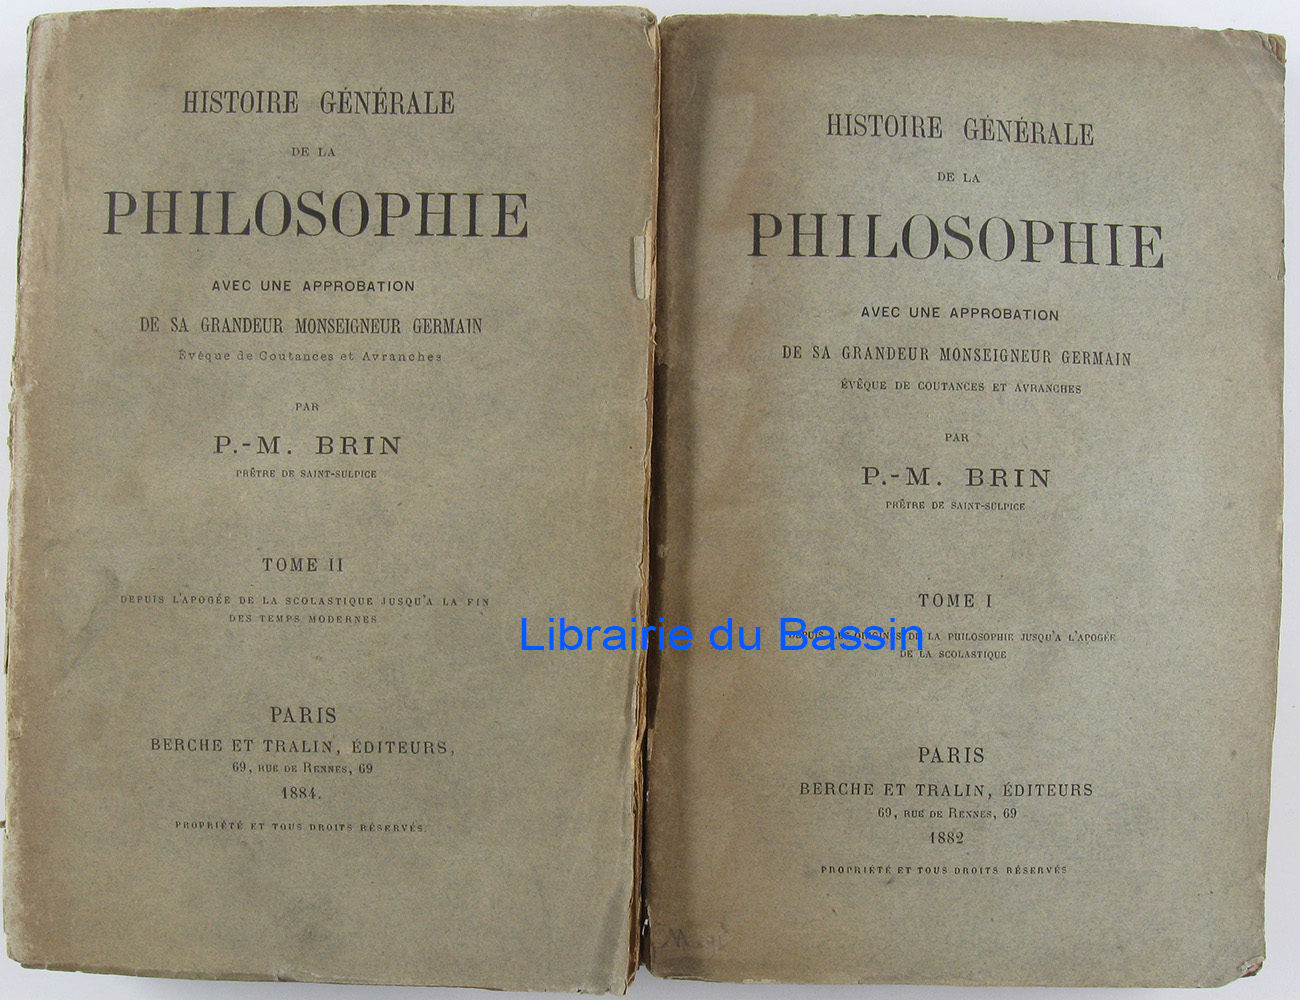 HISTOIRE GÉNÉRALE
DE LA
PHILOSOPHIE
AVEC UNE APPROBATION
DE SA GRANDEUR MONSEIGNEUR GERMAIN
Évêque de Coutances et Avranches
PAR
P.-M. BRIN
PRÊTRE DE SAINT-SULPICE
TOME II
DEPUIS L'APOGÉE DE LA SCOLASTIQUE JUSQU'A LA FIN
DES TEMPS MODERNES
PARIS
BERCHE ET TRALIN, ÉDITEURS,
69, RUE DE RENNES, 69
1884.
PROPRIÉTÉ ET TOUS DROITS RÉSERVÉS.
HISTOIRE GÉNÉRALE
DE LA
PHILOSOPHIE
AVEC UNE APPROBATION
DE SA GRANDEUR MONSEIGNEUR GERMAIN
ÉVÊQUE DE COUTANCES ET AVRANCHES
PAR
P.-M. BRIN
PRÊTRE DE SAINT-SULPICE
TOME I
DEPUIS LES ORIGINES DE LA PHILOSOPHIE JUSQU'A L'APOGÉE
DE LA SCOLASTIQUE
PARIS
BERCHE ET TRALIN, ÉDITEURS
69, RUE DE RENNES, 69
1882
PROPRIÉTÉ ET TOUS DROITS RÉSERVÉS
Librairie du Bassin